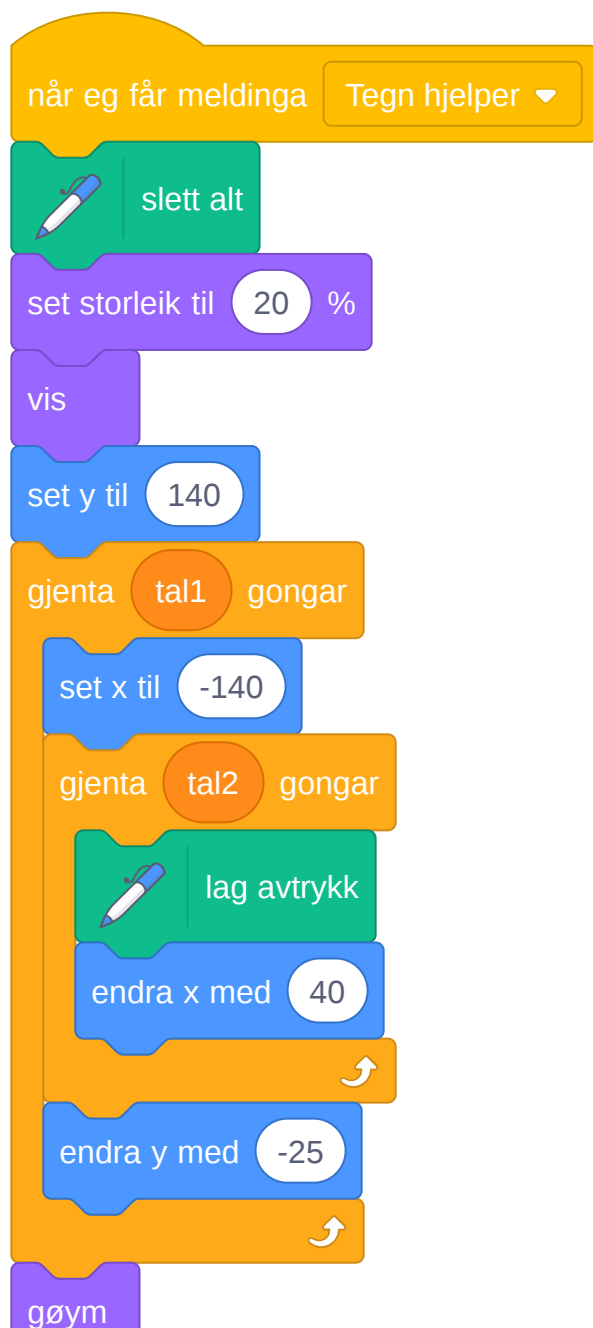 når eg får meldinga Tegn hjelper
slett alt
set storleik til 20 %
vis
set y til 140
gjenta tal1 gongar
set x til -140
gjenta tal2 gongar
lag avtrykk
endra x med 40
endra y med -25
gøym